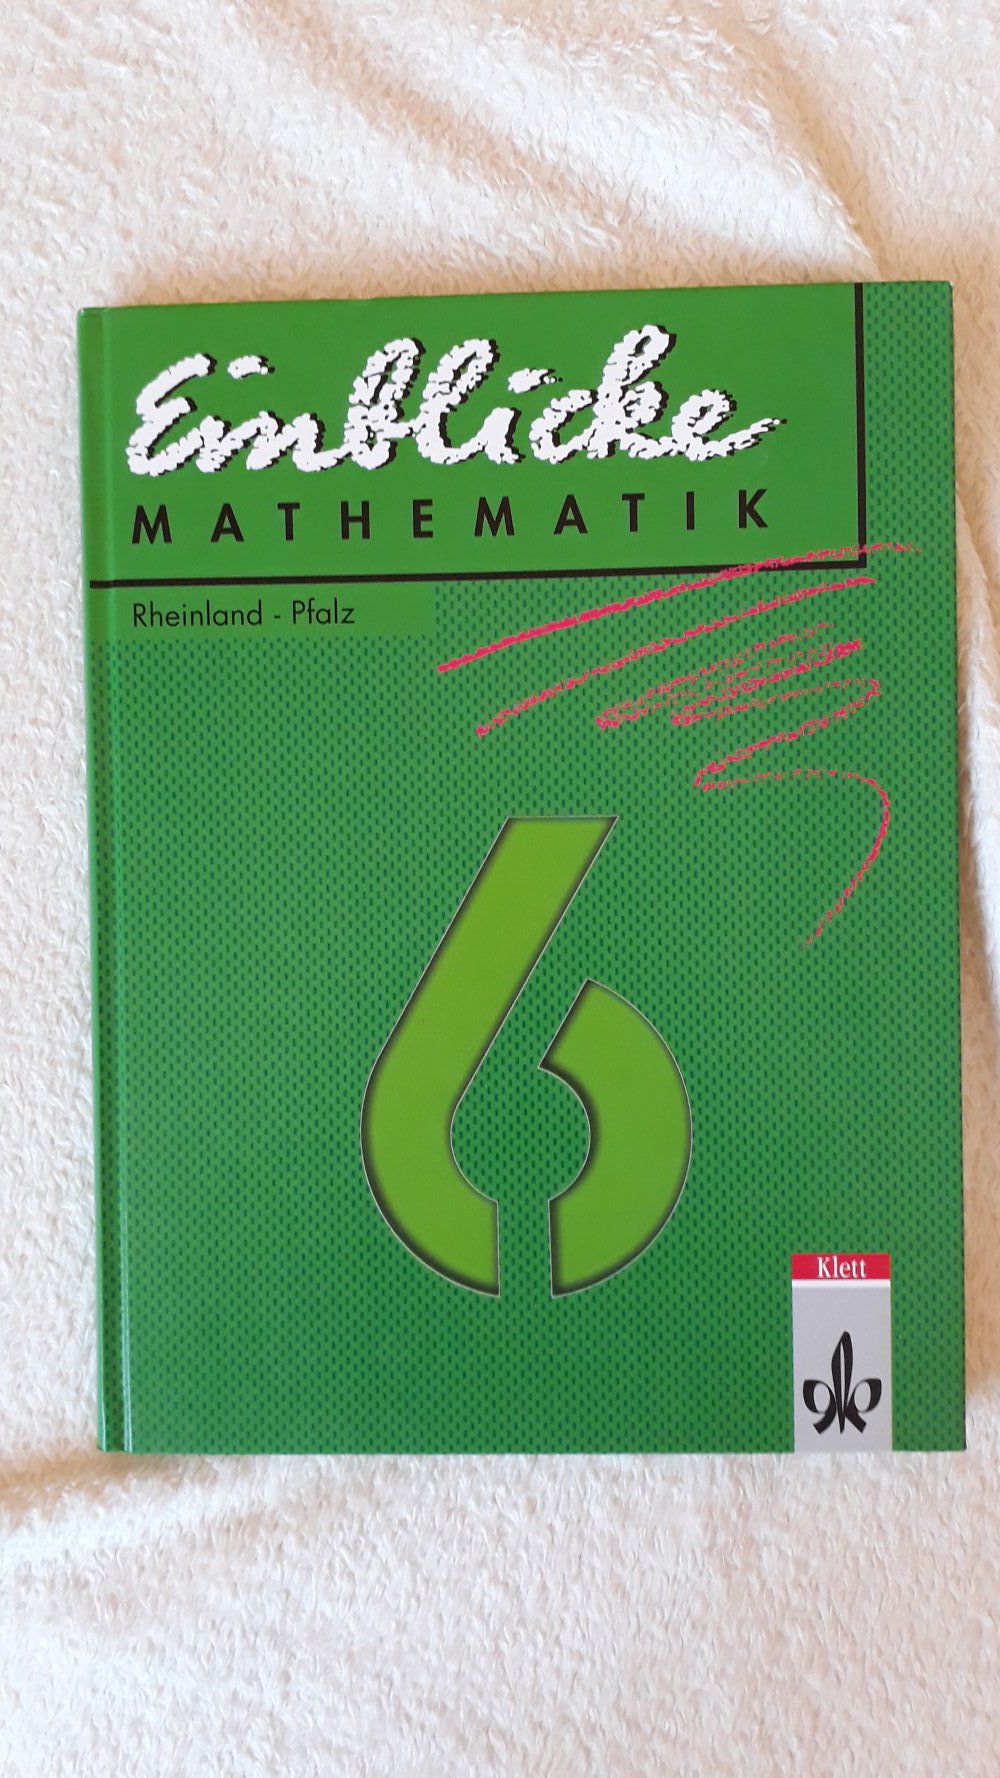 Einblicke
MATHEMATIK
Rheinland - Pfalz
6
Klett